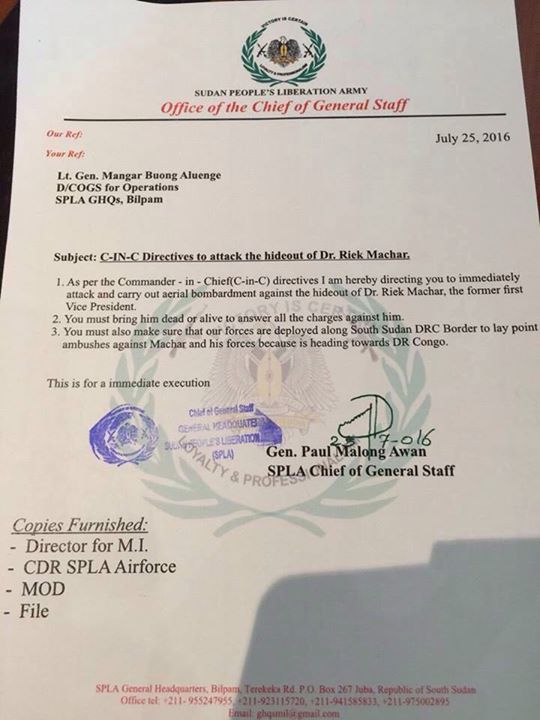 VICTORY IS CERTAIN
LOYALTY & PROFESSIONALISM
SUDAN PEOPLE'S LIBERATION ARMY
Office of the Chief of General Staff
Our Ref:
July 25, 2016
Your Ref:
Lt. Gen. Mangar Buong Aluenge
D/COGS for Operations
SPLA GHQs, Bilpam
Subject: C-IN-C Directives to attack the hideout of Dr. Riek Machar.
1. As per the Commander - in - Chief(C-in-C) directives I am hereby directing you to immediately
attack and carry out aerial bombardment against the hideout of Dr. Riek Machar, the former first
Vice President.
2. You must bring him dead or alive to answer all the charges against him.
3. You must also make sure that our forces are deployed along South Sudan DRC Border to lay point
ambushes against Machar and his forces because is heading towards DR Congo.
This is for a immediate execution
Chief of General Staff
GENERAL HEADQUATER
SUDAN PEOPLE'S LIBERATION
(SPLA)
Gen. Paul Malong Awan
SPLA Chief of General Staff
LOYALTY & PROFESSIONAL
Copies Furnished:
- Director for M.I.
- CDR SPLA Airforce
- MOD
- File
SPLA General Headquarters, Bilpam, Terekeka Rd. P.O. Box 267 Juba, Republic of South Sudan
Office tel: +211- 955247955, +211-923115720, +211-941585833, +211-975002895
Email: ghqsmil@gmail.com